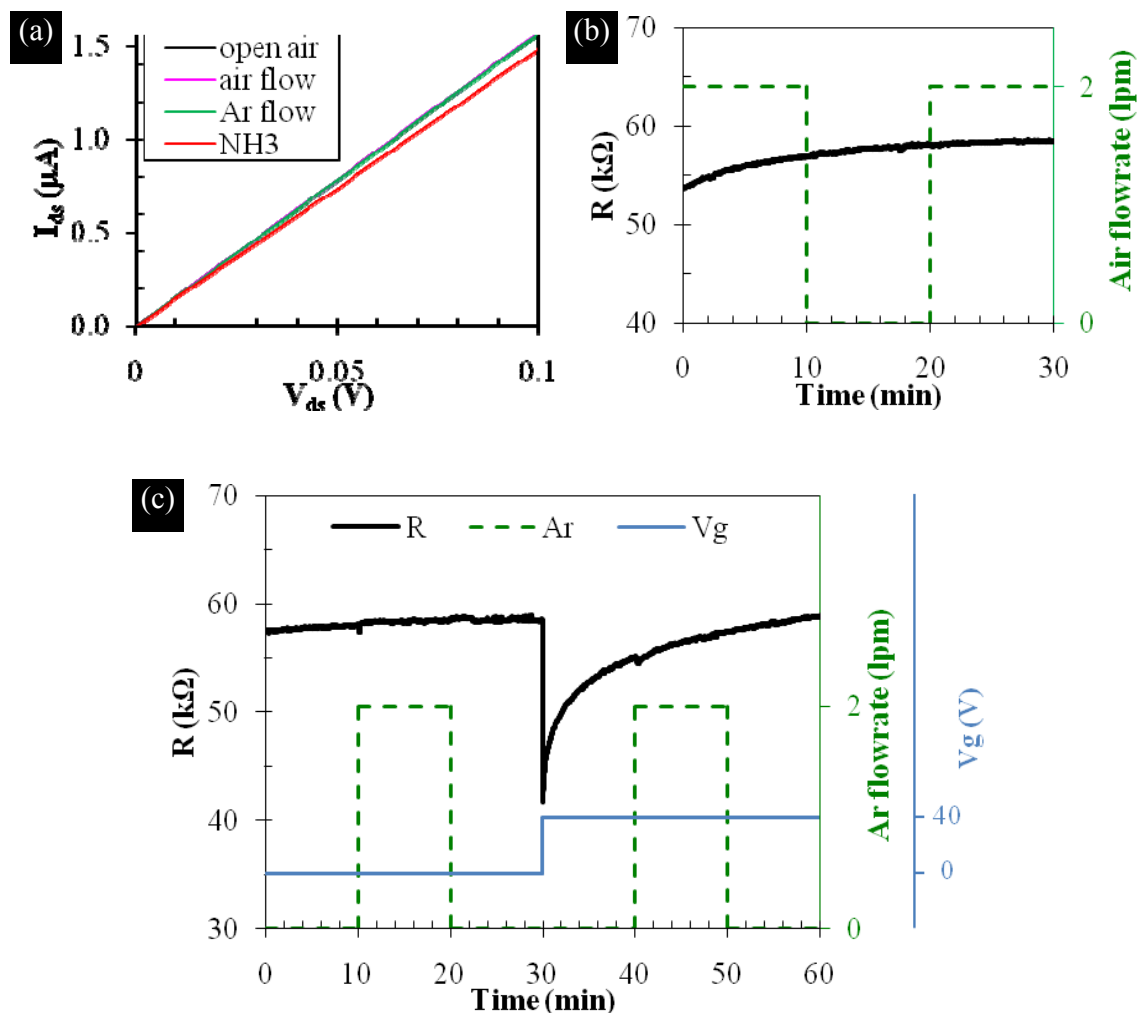 (a)
1.5
1.0
0.5
0.0
I_ds (µA)
open air
air flow
Ar flow
NH3
0
0.05
0.1
V_ds (V)
(b)
70
60
50
40
R (kΩ)
2
0
Air flowrate (lpm)
0
10
20
30
Time (min)
(c)
R
Ar
Vg
70
60
50
40
30
R (kΩ)
2
0
Ar flowrate (lpm)
40
0
Vg (V)
0
10
20
30
40
50
60
Time (min)